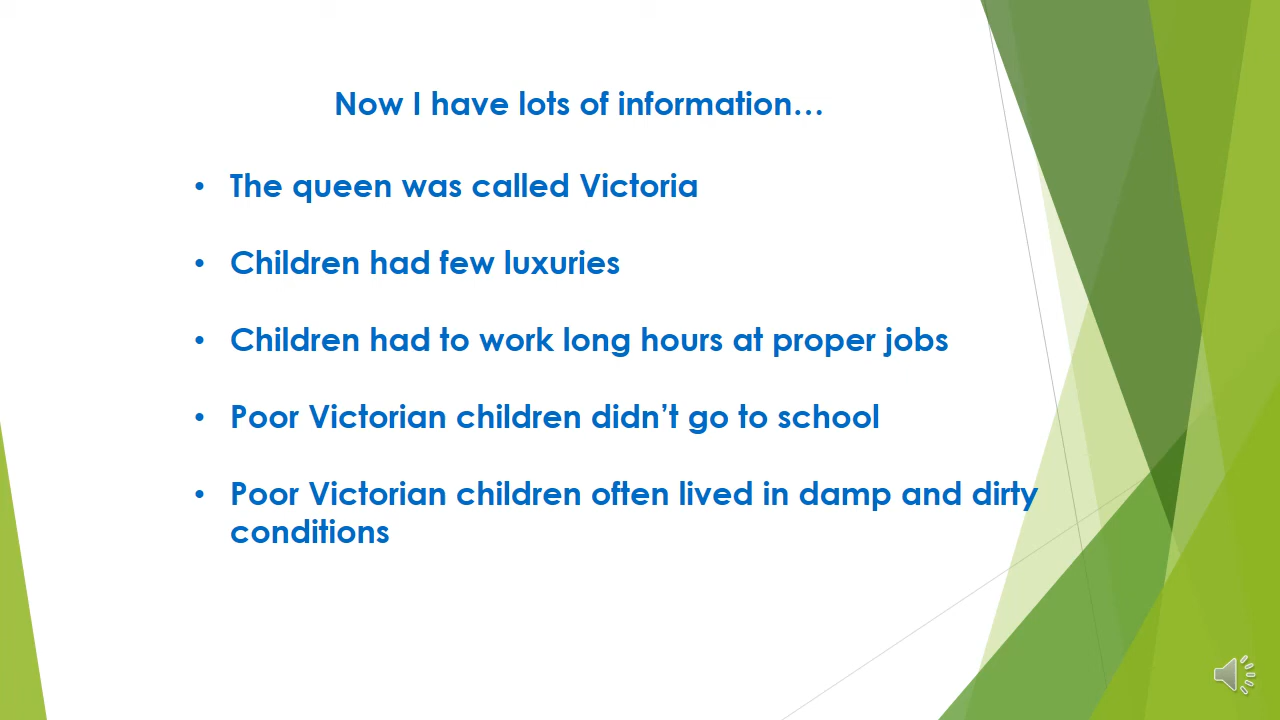 Now I have lots of information…
• The queen was called Victoria
• Children had few luxuries
• Children had to work long hours at proper jobs
• Poor Victorian children didn’t go to school
• Poor Victorian children often lived in damp and dirty
conditions